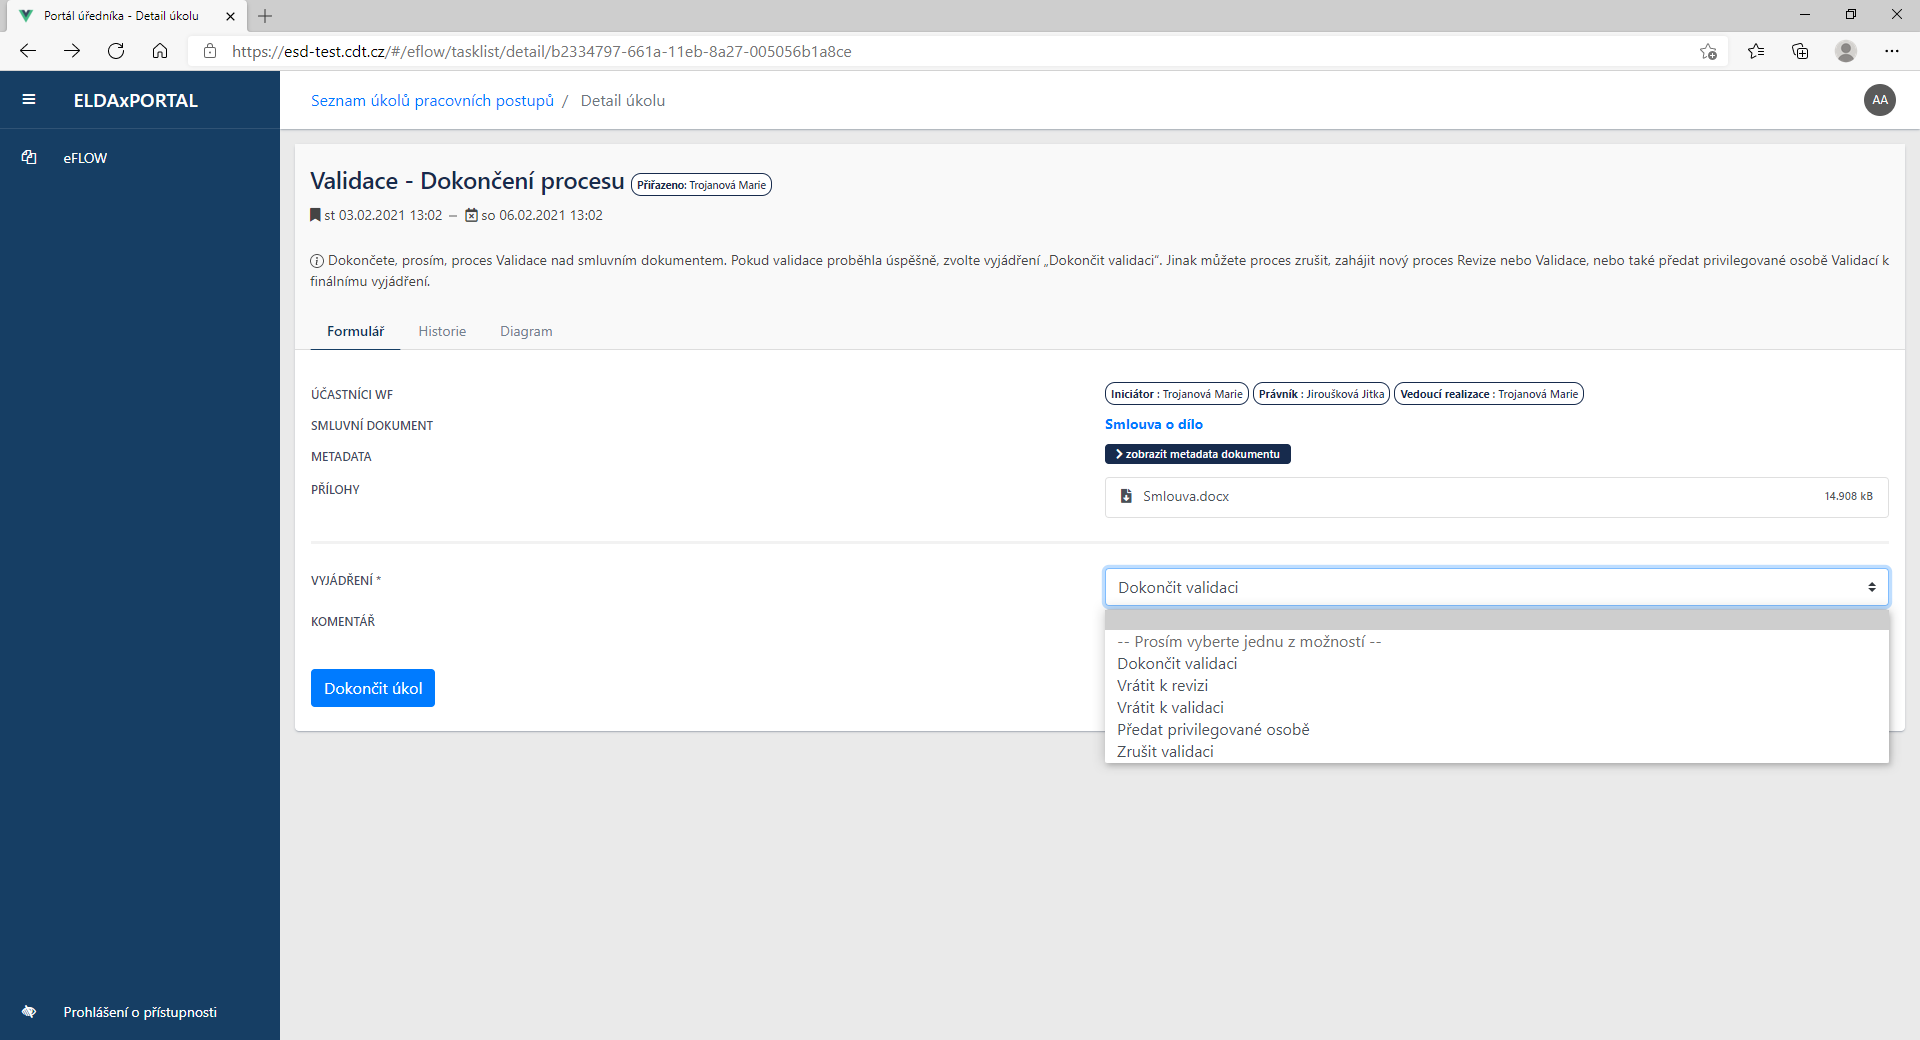 Portál úředníka - Detail úkolu
https://esd-test.cdt.cz/#/eflow/tasklist/detail/b2334797-661a-11eb-8a27-005056b1a8ce
ELDAxPORTAL
Seznam úkolů pracovních postupů / Detail úkolu
AA
eFLOW
Validace - Dokončení procesu Přiřazeno: Trojanová Marie
st 03.02.2021 13:02 – so 06.02.2021 13:02
Dokončete, prosím, proces Validace nad smluvním dokumentem. Pokud validace proběhla úspěšně, zvolte vyjádření „Dokončit validaci“. Jinak můžete proces zrušit, zahájit nový proces Revize nebo Validace, nebo také předat privilegované osobě Validací k
finálnímu vyjádření.
Formulář Historie Diagram
ÚČASTNÍCI WF Iniciátor : Trojanová Marie Právník : Jiroušková Jitka Vedoucí realizace : Trojanová Marie
SMLUVNÍ DOKUMENT Smlouva o dílo
METADATA zobrazit metadata dokumentu
PŘÍLOHY Smlouva.docx 14.908 kB
VYJÁDŘENÍ * Dokončit validaci
KOMENTÁŘ
-- Prosím vyberte jednu z možností --
Dokončit validaci
Vrátit k revizi
Vrátit k validaci
Předat privilegované osobě
Zrušit validaci
Dokončit úkol
Prohlášení o přístupnosti